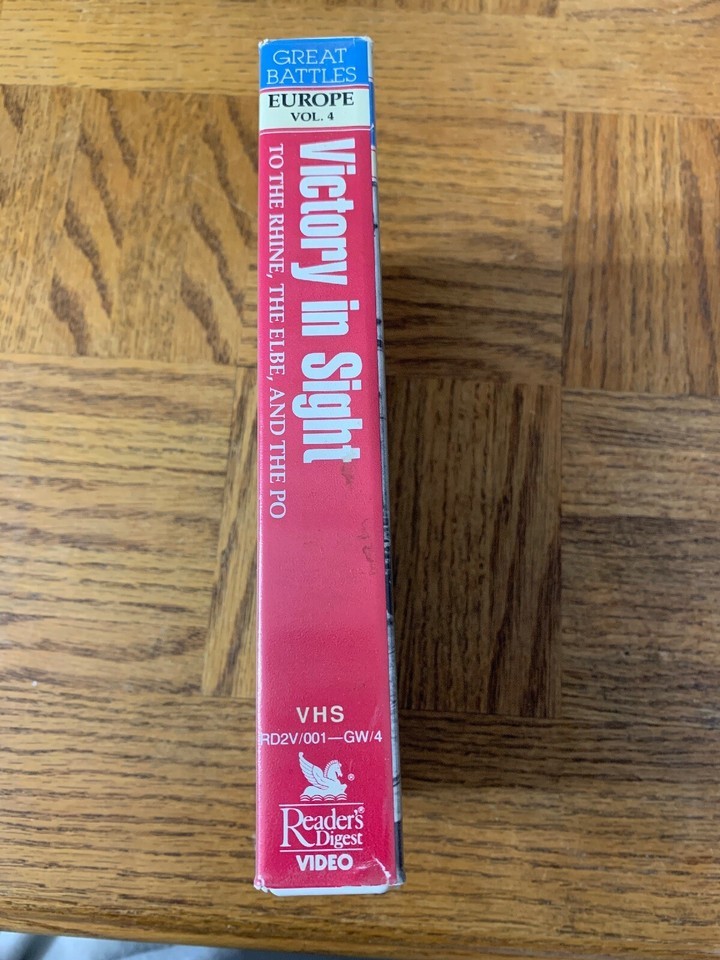 GREAT
BATTLES
EUROPE
VOL. 4
Victory in Sight
TO THE RHINE, THE ELBE, AND THE PO
VHS
RD2V/001—GW/4
®
Reader's®
Digest
VIDEO